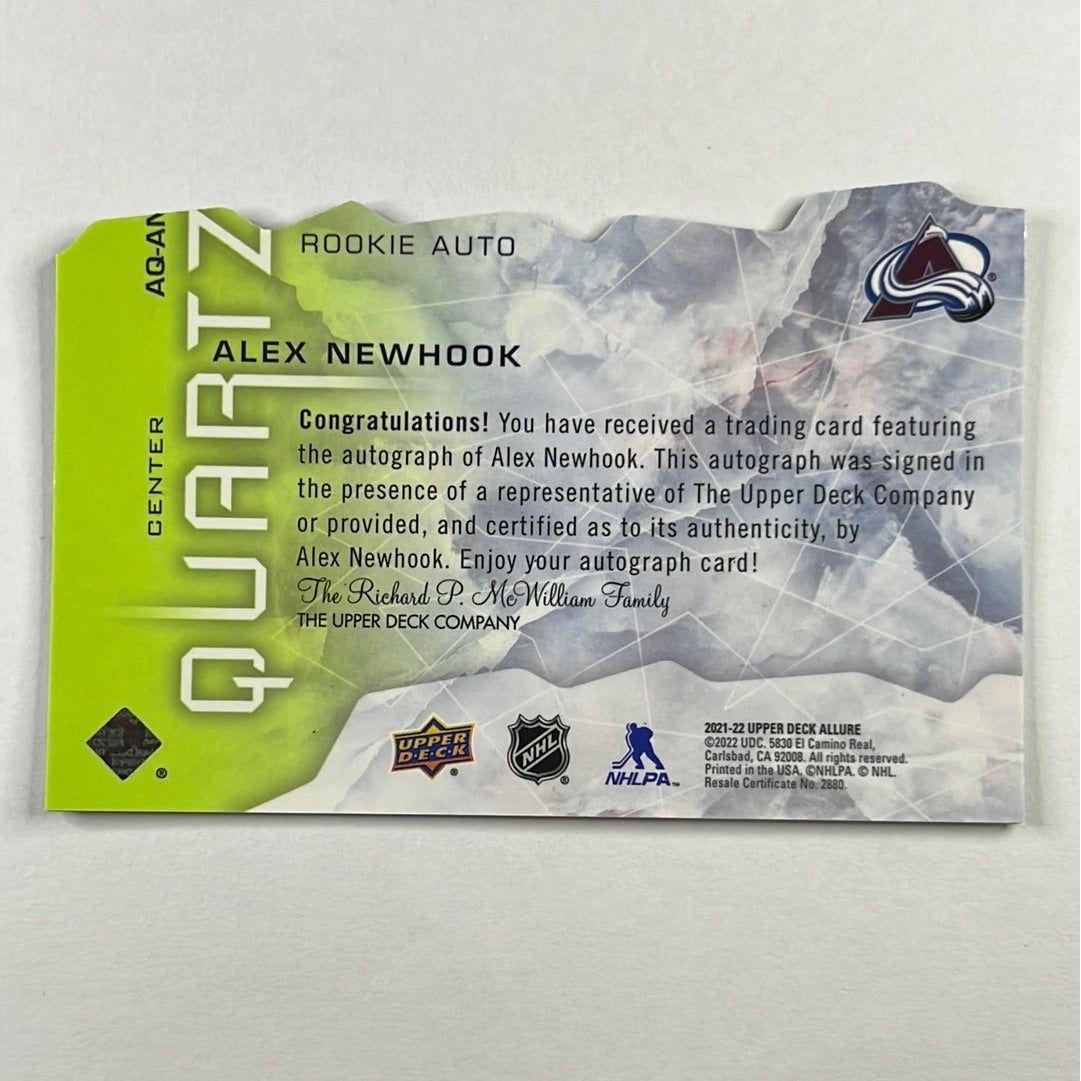 AQ-AN
CENTER
QUARTZ
ROOKIE AUTO
ALEX NEWHOOK
Congratulations! You have received a trading card featuring
the autograph of Alex Newhook. This autograph was signed in
the presence of a representative of The Upper Deck Company
or provided, and certified as to its authenticity, by
Alex Newhook. Enjoy your autograph card!
The Richard P. McWilliam Family
THE UPPER DECK COMPANY
UPPER
D·E·C·K
®
NHL
®
NHLPA™
2021-22 UPPER DECK ALLURE
©2022 UDC. 5830 El Camino Real,
Carlsbad, CA 92008. All rights reserved.
Printed in the USA. ©NHLPA. © NHL.
Resale Certificate No. 2880.